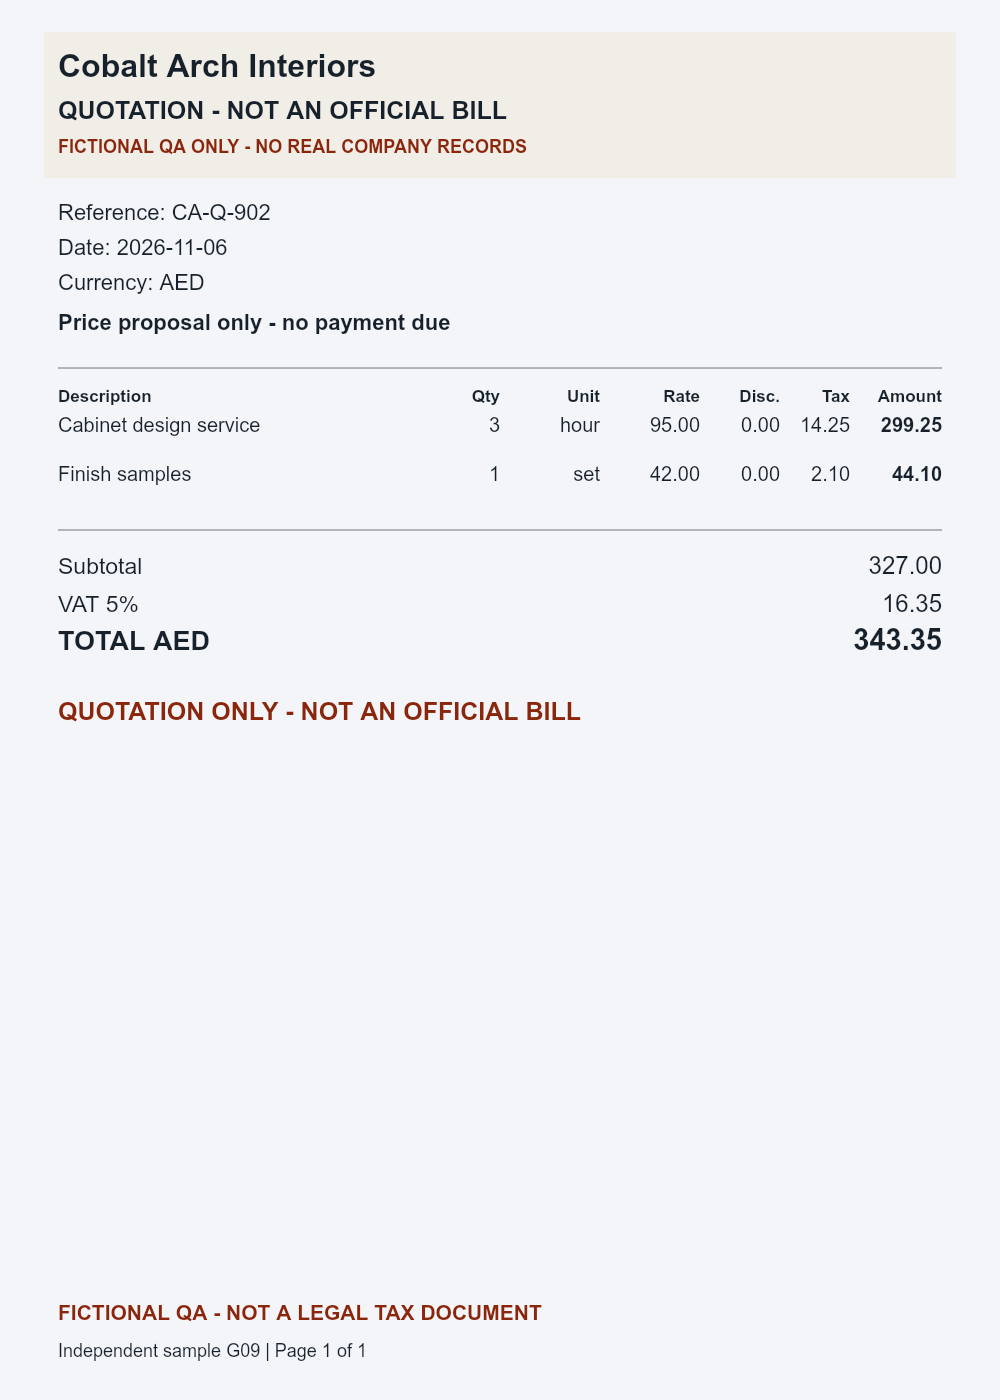 Cobalt Arch Interiors
QUOTATION - NOT AN OFFICIAL BILL
FICTIONAL QA ONLY - NO REAL COMPANY RECORDS
Reference: CA-Q-902
Date: 2026-11-06
Currency: AED
Price proposal only - no payment due
Description Qty Unit Rate Disc. Tax Amount
Cabinet design service 3 hour 95.00 0.00 14.25 299.25
Finish samples 1 set 42.00 0.00 2.10 44.10
Subtotal 327.00
VAT 5% 16.35
TOTAL AED 343.35
QUOTATION ONLY - NOT AN OFFICIAL BILL
FICTIONAL QA - NOT A LEGAL TAX DOCUMENT
Independent sample G09 | Page 1 of 1